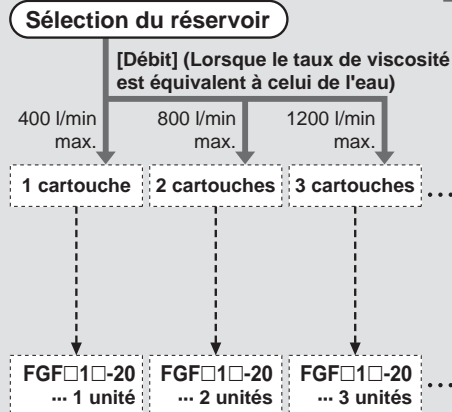 Sélection du réservoir
[Débit] (Lorsque le taux de viscosité
est équivalent à celui de l'eau)
400 l/min
max.
800 l/min
max.
1200 l/min
max.
1 cartouche
2 cartouches
3 cartouches
...
FGF□1□-20
··· 1 unité
FGF□1□-20
··· 2 unités
FGF□1□-20
··· 3 unités
...